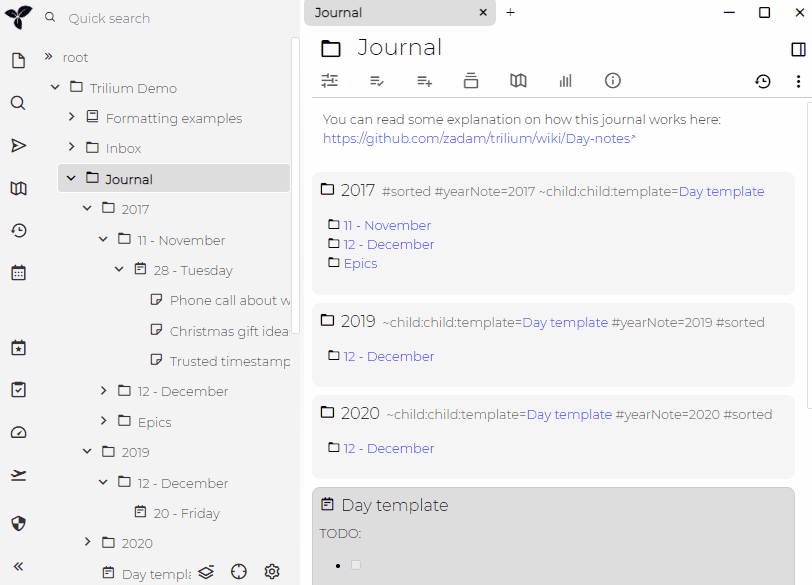 Quick search
root
Trilium Demo
Formatting examples
Inbox
Journal
2017
11 - November
28 - Tuesday
Phone call about w
Christmas gift idea
Trusted timestamp
12 - December
Epics
2019
12 - December
20 - Friday
2020
Day templ
Journal
Journal
You can read some explanation on how this journal works here:
https://github.com/zadam/trilium/wiki/Day-notes
2017 #sorted #yearNote=2017 ~child:child:template=Day template
11 - November
12 - December
Epics
2019 ~child:child:template=Day template #yearNote=2019 #sorted
12 - December
2020 ~child:child:template=Day template #yearNote=2020 #sorted
12 - December
Day template
TODO: